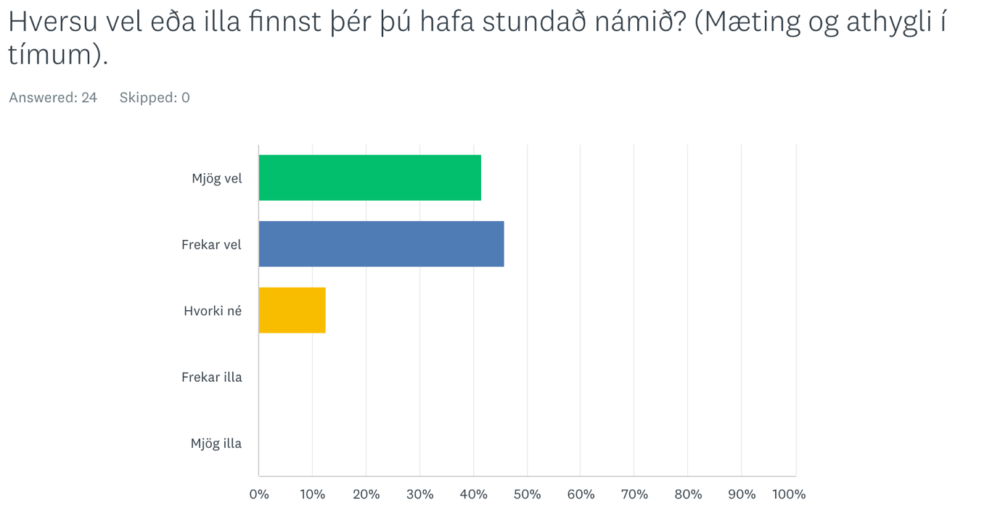 Hversu vel eða illa finnst þér þú hafa stundað námið? (Mæting og athygli í
tímum).
Answered: 24 Skipped: 0
Mjög vel
Frekar vel
Hvorki né
Frekar illa
Mjög illa
0% 10% 20% 30% 40% 50% 60% 70% 80% 90% 100%